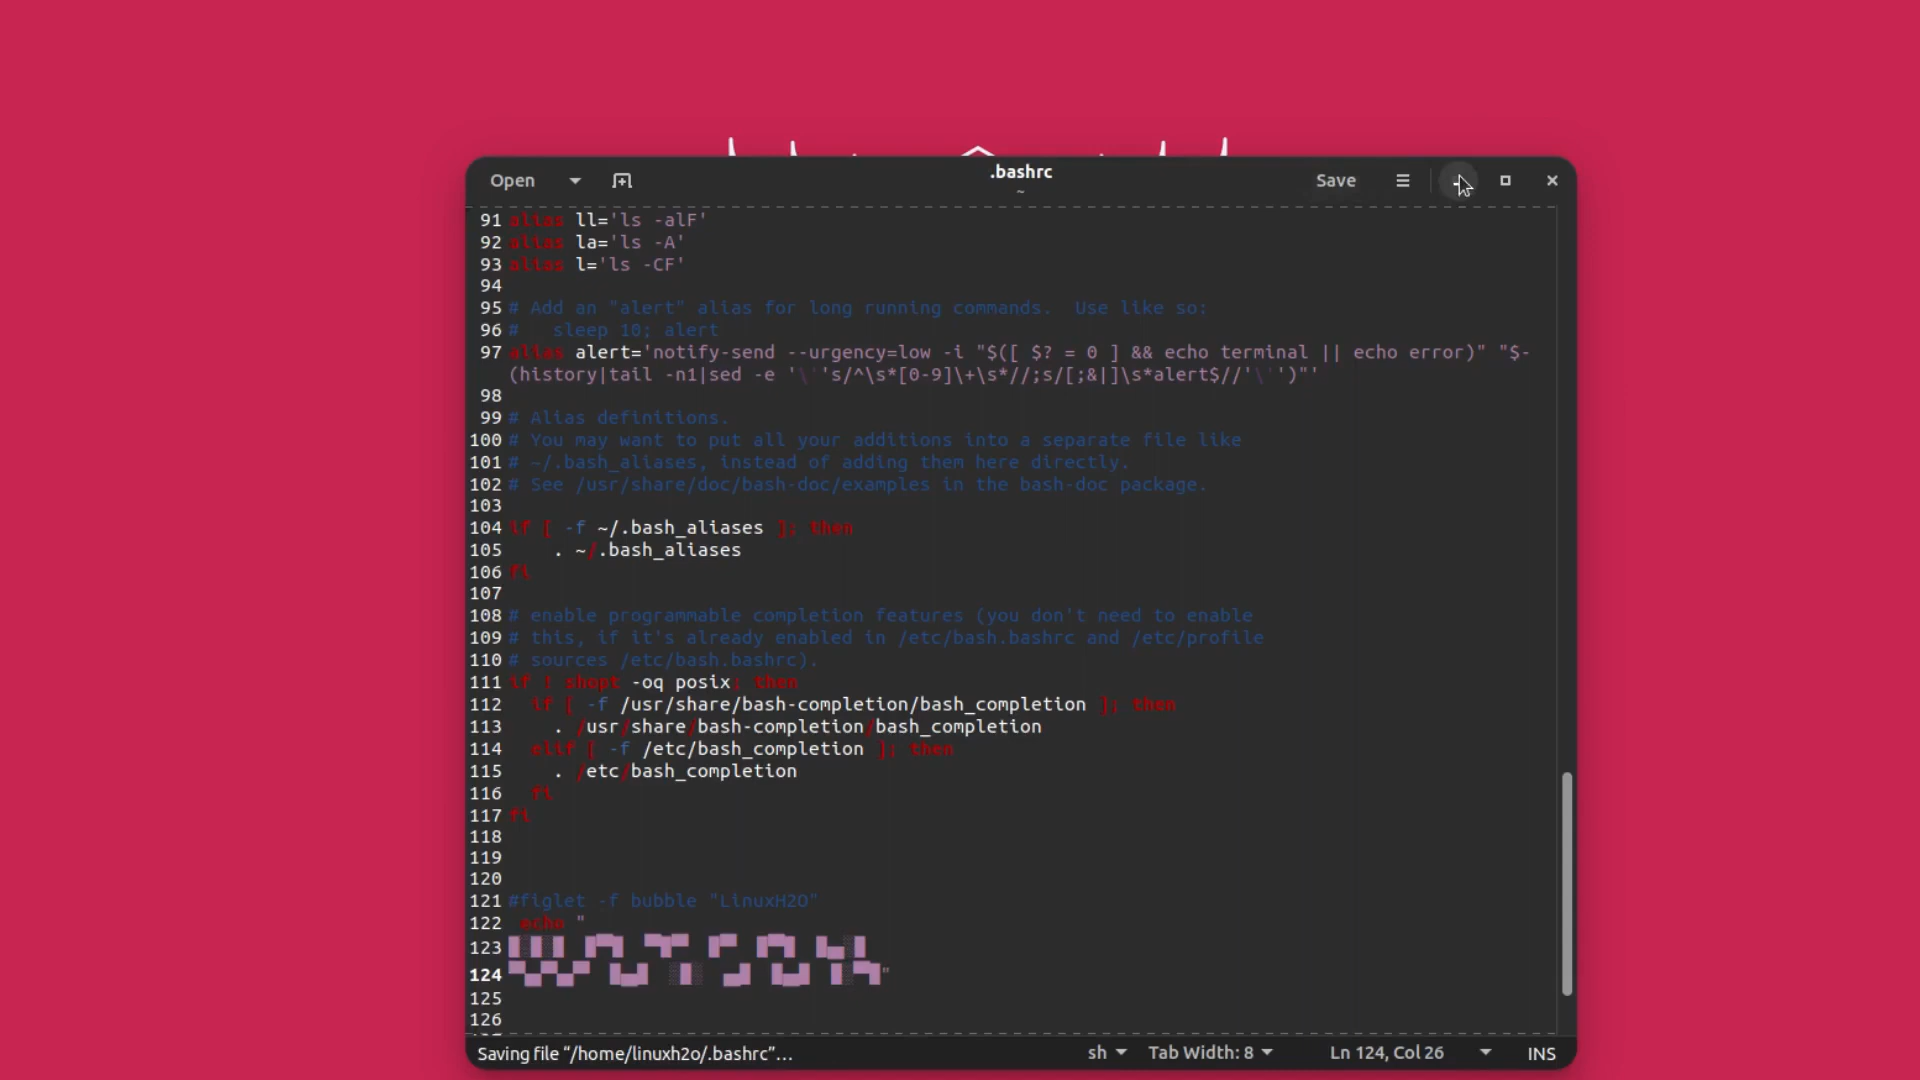 Open
.bashrc
~
Save
91 alias ll='ls -alF'
92 alias la='ls -A'
93 alias l='ls -CF'
94
95 # Add an "alert" alias for long running commands.  Use like so:
96 #   sleep 10; alert
97 alias alert='notify-send --urgency=low -i "$([ $? = 0 ] && echo terminal || echo error)" "$-
(history|tail -n1|sed -e '\''s/^\s*[0-9]\+\s*//;s/[;&|]\s*alert$//'\'')"'
98
99 # Alias definitions.
100 # You may want to put all your additions into a separate file like
101 # ~/.bash_aliases, instead of adding them here directly.
102 # See /usr/share/doc/bash-doc/examples in the bash-doc package.
103
104 if [ -f ~/.bash_aliases ]; then
105     . ~/.bash_aliases
106 fi
107
108 # enable programmable completion features (you don't need to enable
109 # this, if it's already enabled in /etc/bash.bashrc and /etc/profile
110 # sources /etc/bash.bashrc).
111 if ! shopt -oq posix; then
112   if [ -f /usr/share/bash-completion/bash_completion ]; then
113     . /usr/share/bash-completion/bash_completion
114   elif [ -f /etc/bash_completion ]; then
115     . /etc/bash_completion
116   fi
117 fi
118
119
120
121 #figlet -f bubble "LinuxH2O"
122  echo "
123
124 "
125
126
Saving file “/home/linuxh2o/.bashrc”…
sh
Tab Width: 8
Ln 124, Col 26
INS